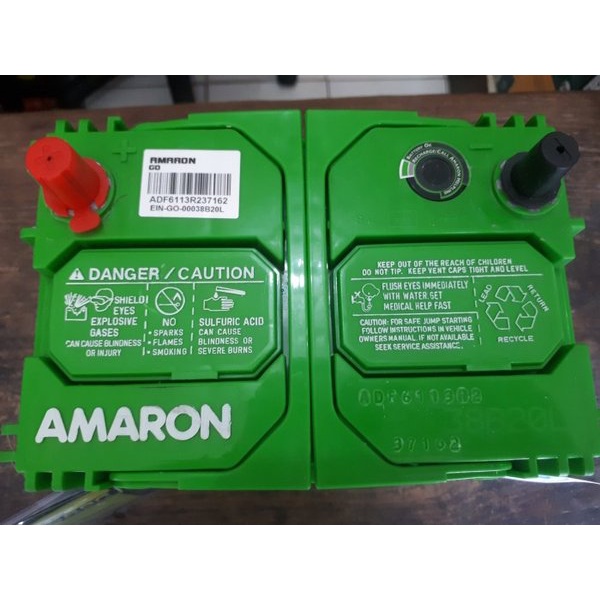 +
AMARON
GO
ADF6113R237162
EIN-GO-00038B20L
DANGER/CAUTION
SHIELD
EYES
EXPLOSIVE
GASES
CAN CAUSE BLINDNESS
OR INJURY
NO
• SPARKS
• FLAMES
• SMOKING
SULFURIC ACID
CAN CAUSE
BLINDNESS OR
SEVERE BURNS
AMARON
KEEP OUT OF THE REACH OF CHILDREN
DO NOT TIP. KEEP VENT CAPS TIGHT AND LEVEL
FLUSH EYES IMMEDIATELY
WITH WATER. GET
MEDICAL HELP FAST
CAUTION: FOR SAFE JUMP STARTING
FOLLOW INSTRUCTIONS IN VEHICLE
OWNERS MANUAL. IF NOT AVAILABLE
SEEK SERVICE ASSISTANCE.
LEAD
RETURN
RECYCLE